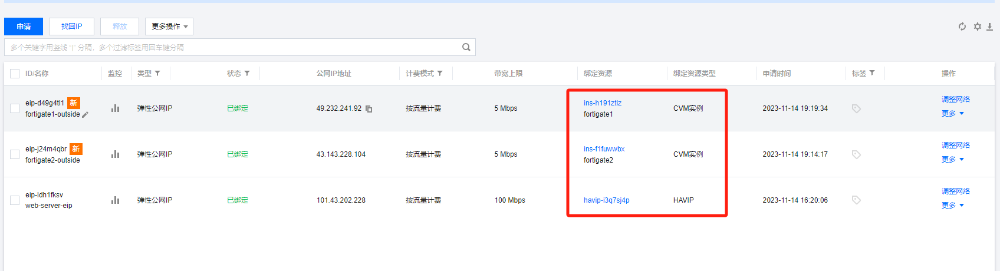 申请 找回IP 释放 更多操作
多个关键字用竖线 "|" 分隔，多个过滤标签用回车键分隔
ID/名称 监控 类型 状态 公网IP地址 计费模式 带宽上限 绑定资源 绑定资源类型 申请时间 标签 操作
eip-d49g4tl1 新 ins-h191ztlz 调整网络
弹性公网IP 已绑定 49.232.241.92 按流量计费 5 Mbps CVM实例 2023-11-14 19:19:34
fortigate1-outside fortigate1 更多
eip-j24m4qbr 新 ins-f1fuwwbx 调整网络
弹性公网IP 已绑定 43.143.228.104 按流量计费 5 Mbps CVM实例 2023-11-14 19:14:17
fortigate2-outside fortigate2 更多
eip-ldh1fksv 调整网络
弹性公网IP 已绑定 101.43.202.228 按流量计费 100 Mbps havip-i3q7sj4p HAVIP 2023-11-14 16:20:06
web-server-eip 更多